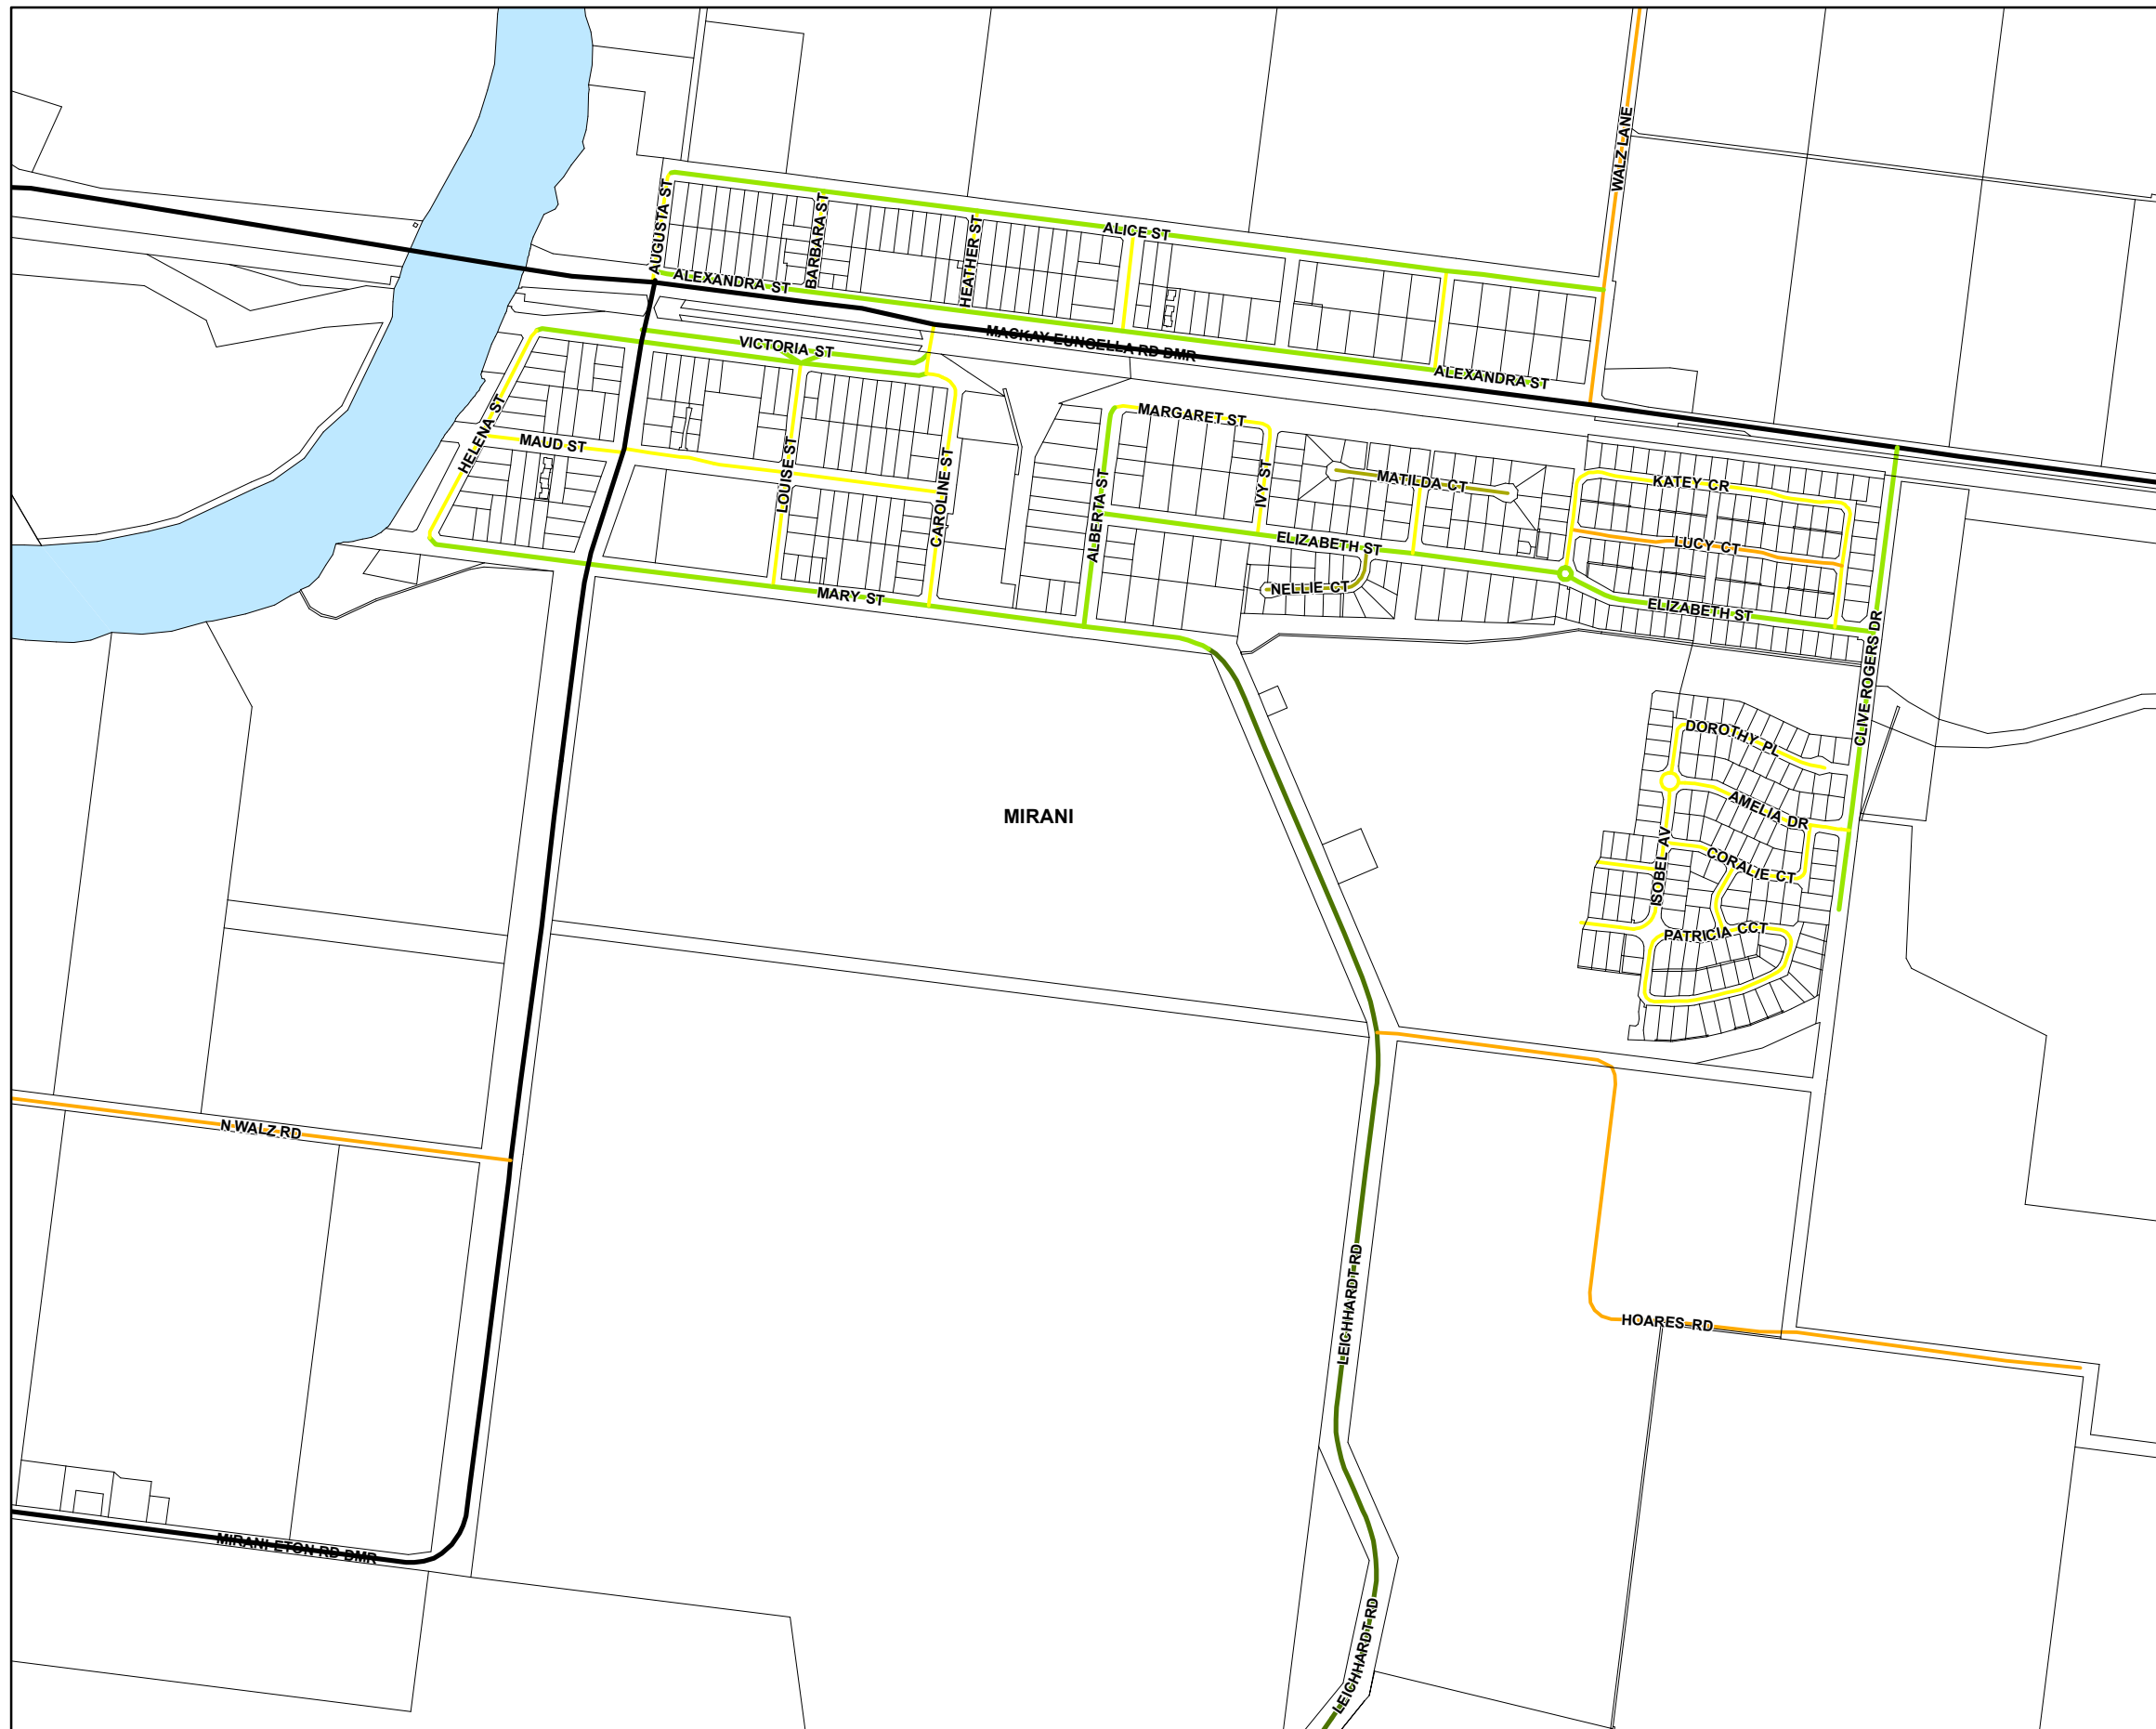 WALZ LANE
AUGUSTA ST
BARBARA ST
HEATHER ST
ALICE ST
ALEXANDRA ST
VICTORIA ST
MACKAY EUNGELLA RD DMR
ALEXANDRA ST
HELENA ST
MAUD ST
LOUISE ST
CAROLINE ST
MARGARET ST
ALBERTA ST
IVY ST
MATILDA CT
KATEY CR
LUCY CT
ELIZABETH ST
NELLIE CT
MARY ST
ELIZABETH ST
CLIVE ROGERS DR
DOROTHY PL
AMELIA DR
MIRANI
ISOBEL AV
CORALIE CT
PATRICIA CCT
N WALZ RD
LEICHHARDT RD
HOARES RD
MIRANI ETON RD DMR
LEICHHARDT RD